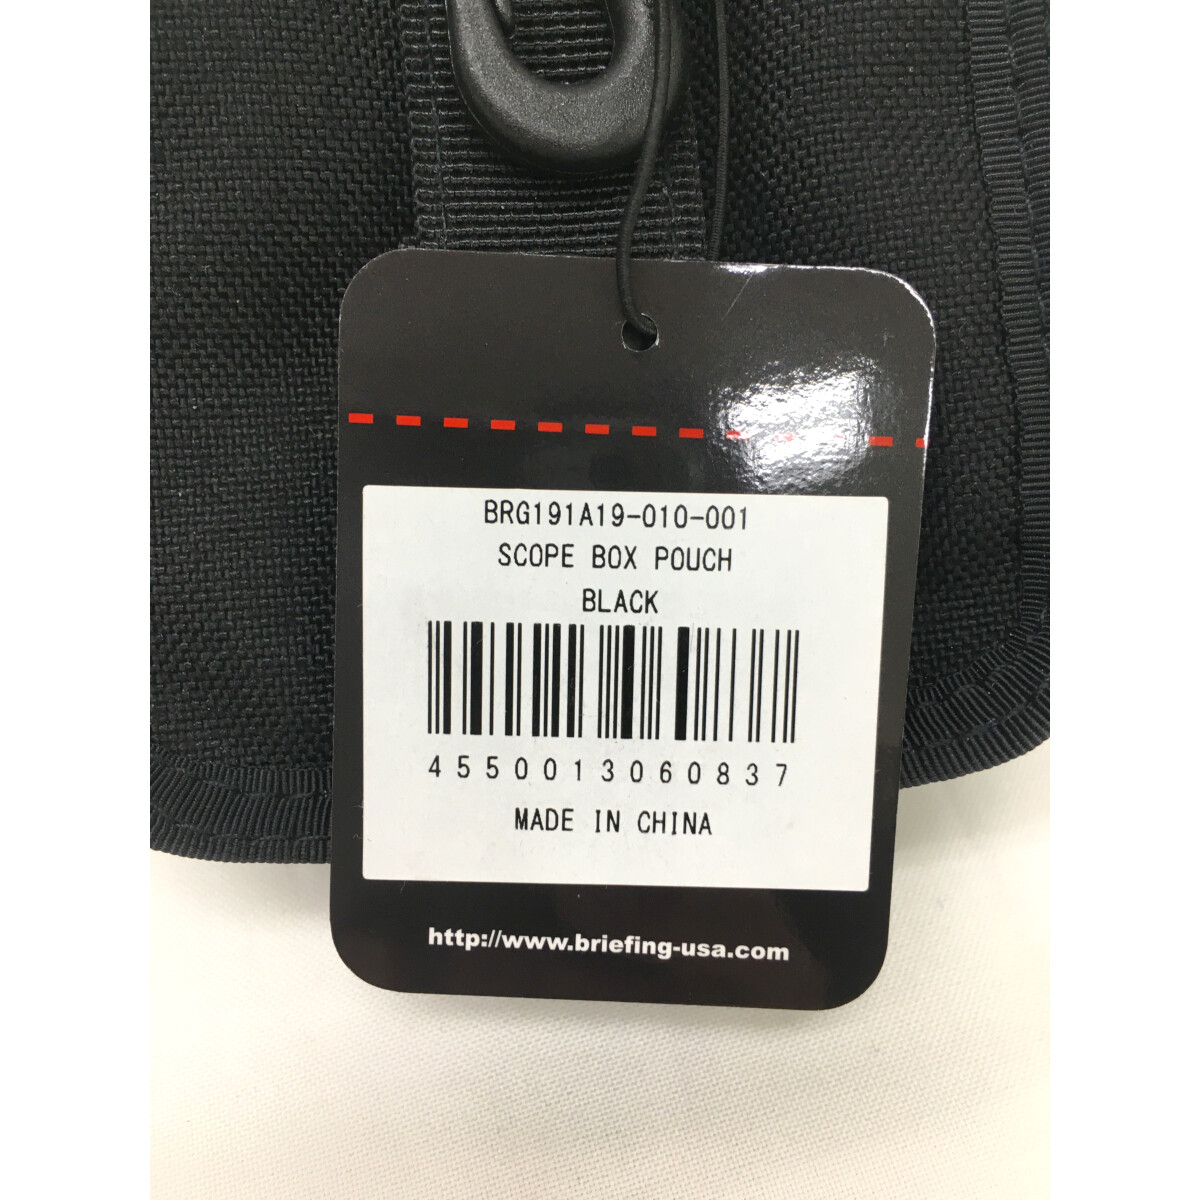 BRG191A19-010-001
SCOPE BOX POUCH
BLACK
4550013060837
MADE IN CHINA
http://www.briefing-usa.com